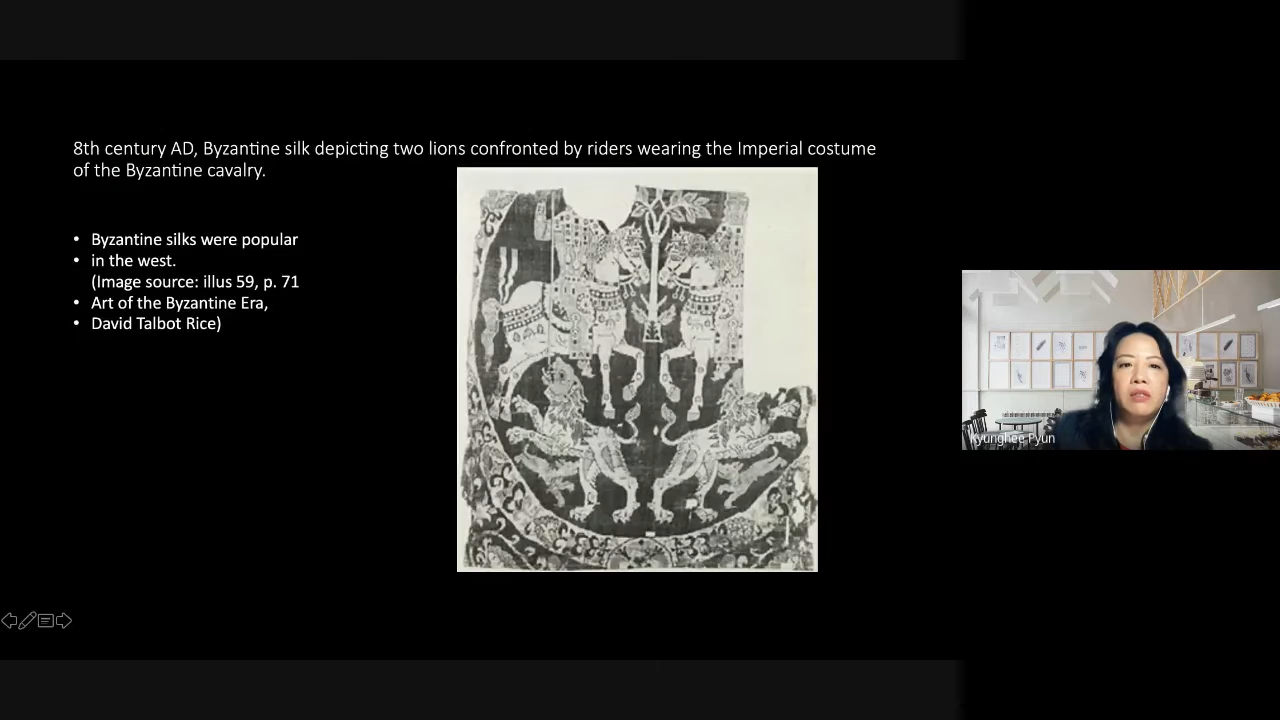 8th century AD, Byzantine silk depicting two lions confronted by riders wearing the Imperial costume
of the Byzantine cavalry.
• Byzantine silks were popular
• in the west.
(Image source: illus 59, p. 71
• Art of the Byzantine Era,
• David Talbot Rice)
Kyunghee Pyun